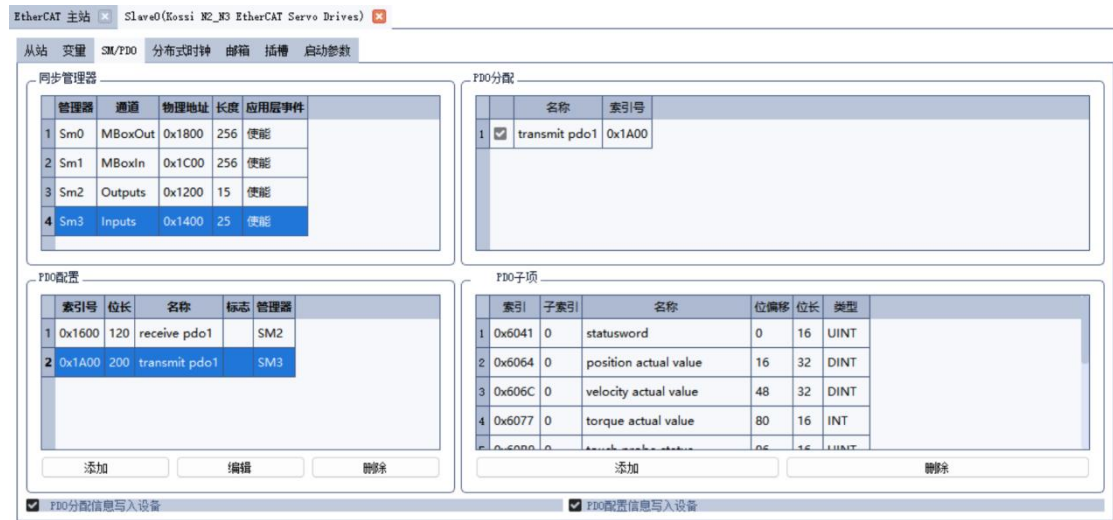 EtherCAT 主站 Slave0(Kossi N2_N3 EtherCAT Servo Drives)
从站 变量 SM/PDO 分布式时钟 邮箱 插槽 启动参数
同步管理器
管理器 通道 物理地址 长度 应用层事件
1 Sm0 MBoxOut 0x1800 256 使能
2 Sm1 MBoxIn 0x1C00 256 使能
3 Sm2 Outputs 0x1200 15 使能
4 Sm3 Inputs 0x1400 25 使能
PDO分配
名称 索引号
1 transmit pdo1 0x1A00
PDO配置
索引号 位长 名称 标志 管理器
1 0x1600 120 receive pdo1 SM2
2 0x1A00 200 transmit pdo1 SM3
添加 编辑 删除
PDO子项
索引 子索引 名称 位偏移 位长 类型
1 0x6041 0 statusword 0 16 UINT
2 0x6064 0 position actual value 16 32 DINT
3 0x606C 0 velocity actual value 48 32 DINT
4 0x6077 0 torque actual value 80 16 INT
添加 删除
PDO分配信息写入设备 PDO配置信息写入设备